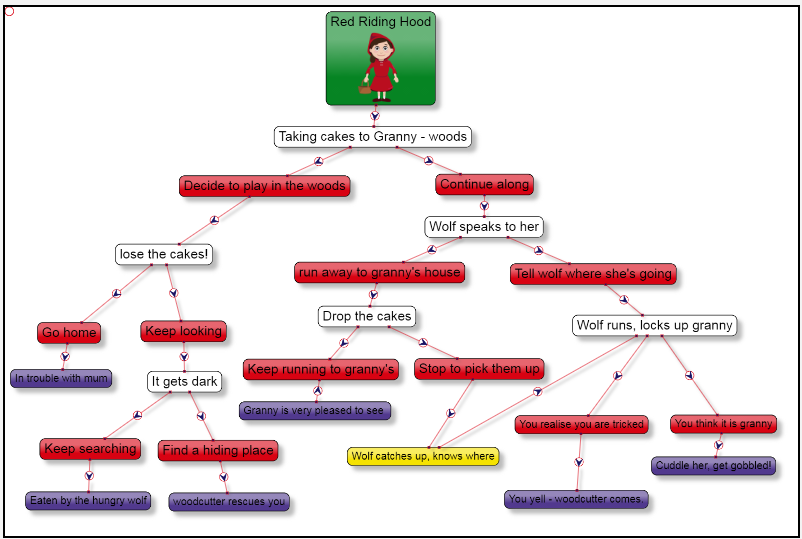 Red Riding Hood
Taking cakes to Granny - woods
Decide to play in the woods
Continue along
Wolf speaks to her
lose the cakes!
run away to granny's house
Tell wolf where she's going
Drop the cakes
Wolf runs, locks up granny
Go home
Keep looking
Keep running to granny's
Stop to pick them up
In trouble with mum
It gets dark
Granny is very pleased to see
You realise you are tricked
You think it is granny
Keep searching
Find a hiding place
Wolf catches up, knows where
Cuddle her, get gobbled!
Eaten by the hungry wolf
woodcutter rescues you
You yell - woodcutter comes.